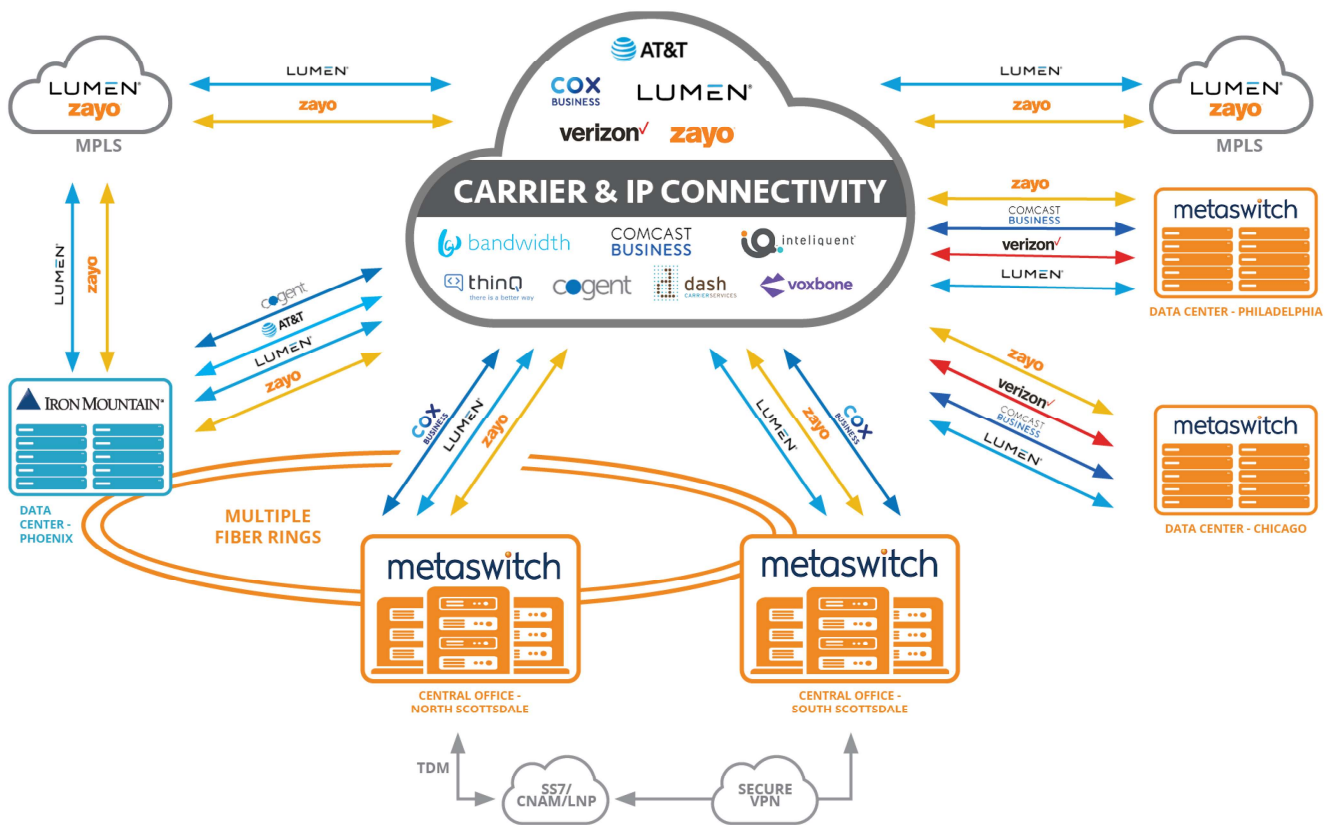 AT&T
COX
BUSINESS
LUMEN®
verizon✓
zayo
CARRIER & IP CONNECTIVITY
bandwidth
COMCAST
BUSINESS
inteliquent
thinQ
there is a better way
cogent
dash
CARRIERSERVICES
voxbone
LUMEN®
zayo
MPLS
LUMEN®
zayo
LUMEN®
zayo
LUMEN®
zayo
MPLS
LUMEN®
zayo
cogent
AT&T
LUMEN®
zayo
zayo
COMCAST
BUSINESS
verizon✓
LUMEN®
metaswitch
DATA CENTER - PHILADELPHIA
zayo
verizon✓
COMCAST
BUSINESS
LUMEN®
metaswitch
DATA CENTER - CHICAGO
IRON MOUNTAIN®
DATA
CENTER -
PHOENIX
MULTIPLE
FIBER RINGS
COX
BUSINESS
LUMEN®
zayo
LUMEN®
zayo
COX
BUSINESS
metaswitch
CENTRAL OFFICE -
NORTH SCOTTSDALE
metaswitch
CENTRAL OFFICE -
SOUTH SCOTTSDALE
TDM
SS7/
CNAM/LNP
SECURE
VPN